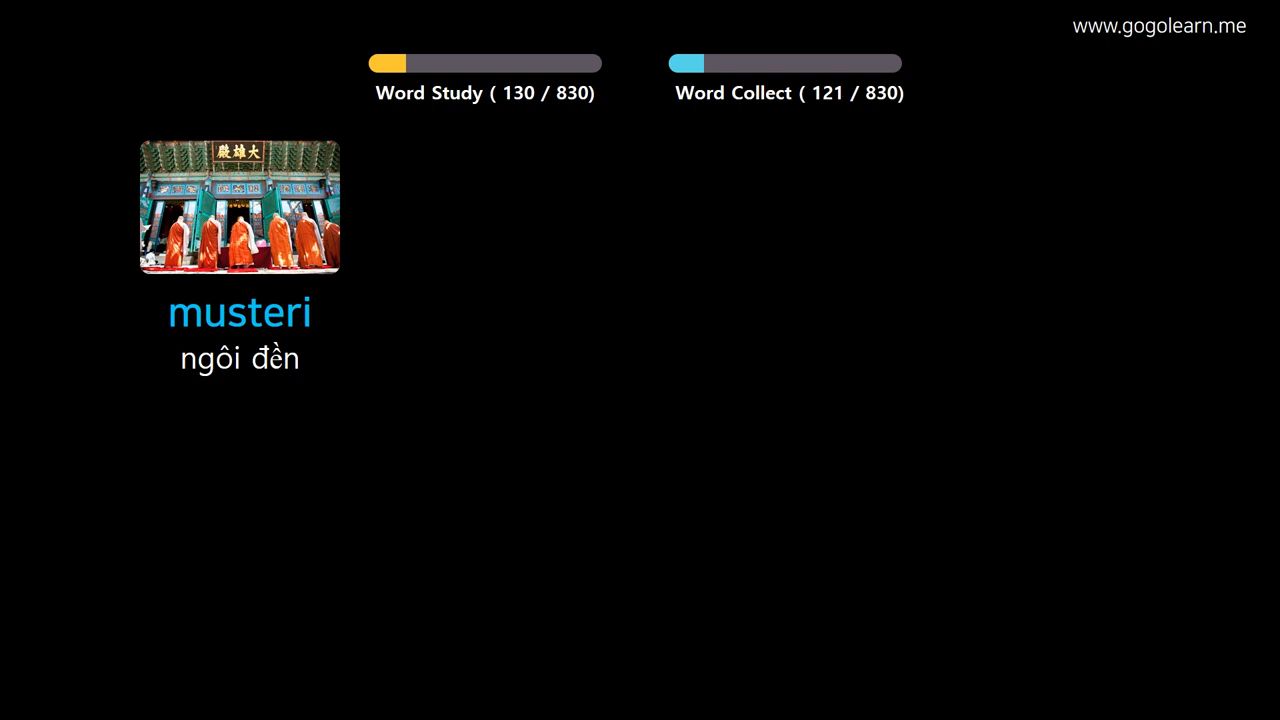 www.gogolearn.me
Word Study ( 130 / 830)
Word Collect ( 121 / 830)
殿雄大
musteri
ngôi đền